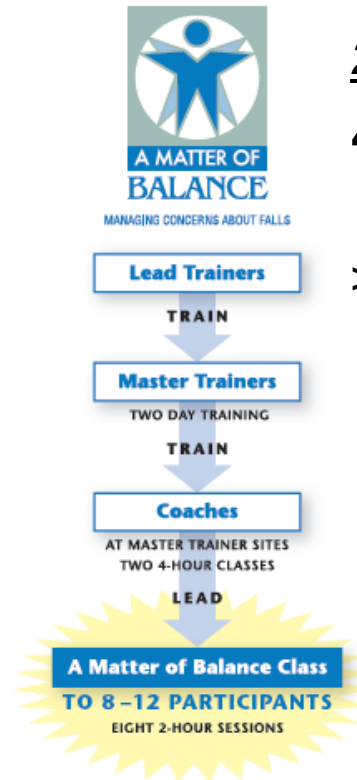 A MATTER OF
BALANCE
MANAGING CONCERNS ABOUT FALLS
Lead Trainers
TRAIN
Master Trainers
TWO DAY TRAINING
TRAIN
Coaches
AT MASTER TRAINER SITES
TWO 4-HOUR CLASSES
LEAD
A Matter of Balance Class
TO 8–12 PARTICIPANTS
EIGHT 2-HOUR SESSIONS